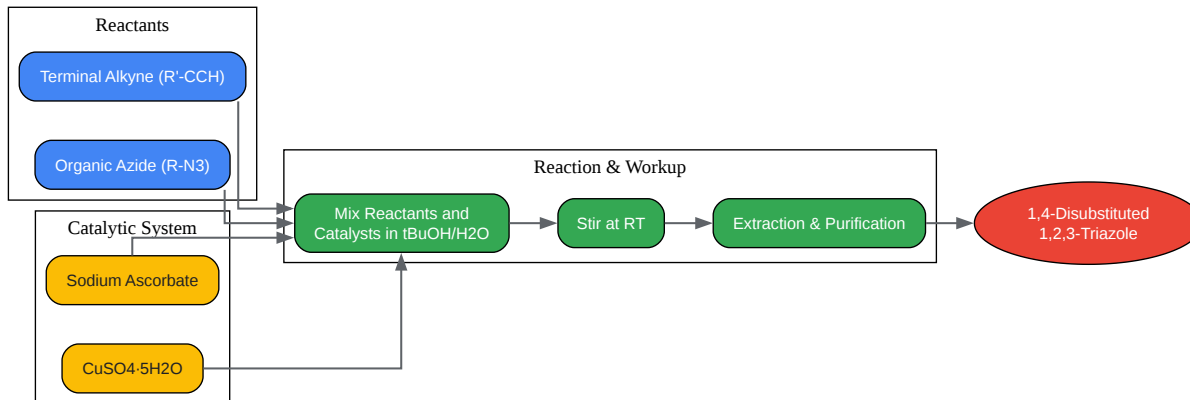 Reactants
Terminal Alkyne (R'-CCH)
Organic Azide (R-N3)
Catalytic System
Sodium Ascorbate
CuSO4·5H2O
Reaction & Workup
Mix Reactants and
Catalysts in tBuOH/H2O
Stir at RT
Extraction & Purification
1,4-Disubstituted
1,2,3-Triazole